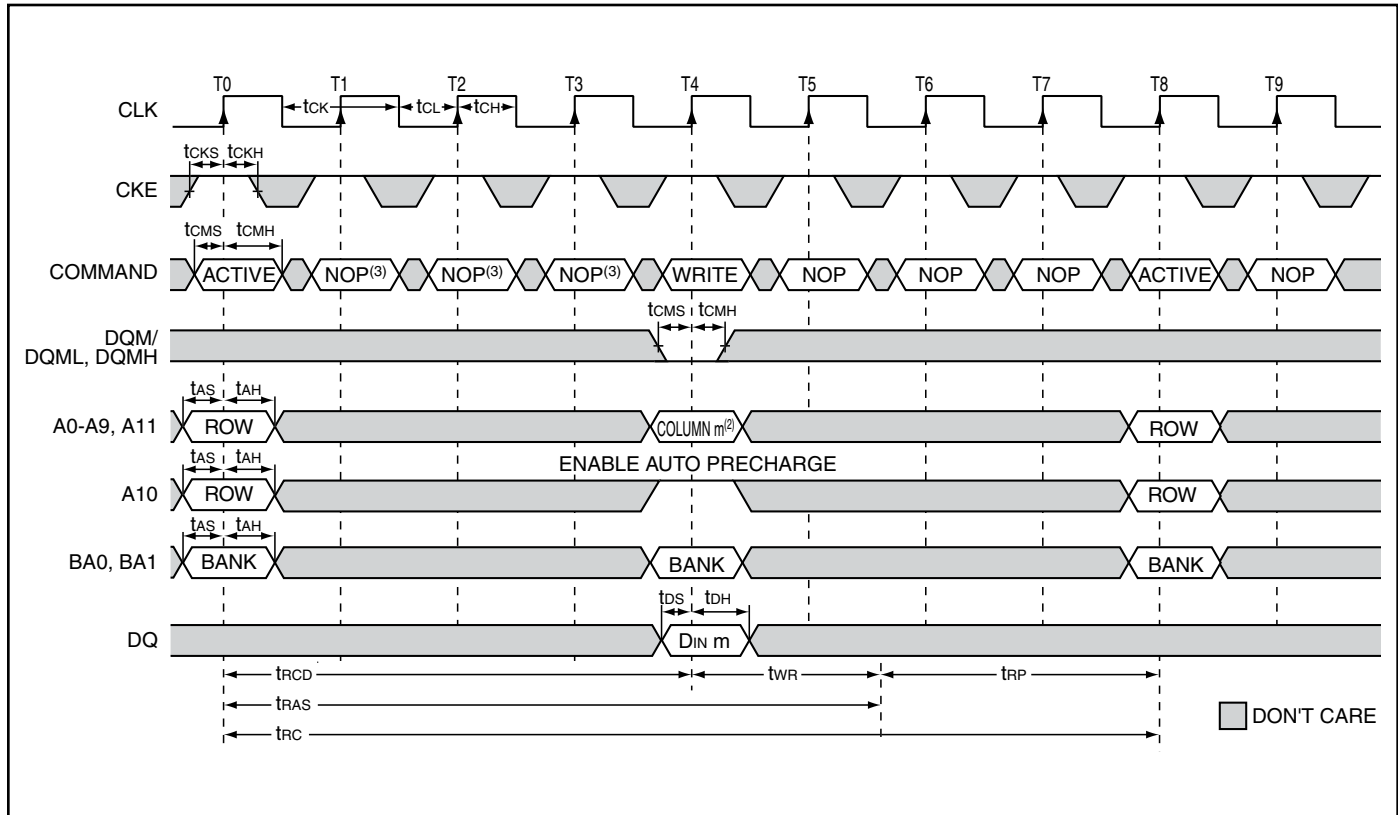 T0 T1 T2 T3 T4 T5 T6 T7 T8 T9
CLK tCK tCL tCH
tCKS tCKH
CKE
tCMS tCMH
COMMAND ACTIVE NOP(3) NOP(3) NOP(3) WRITE NOP NOP NOP ACTIVE NOP
tCMS tCMH
DQM/
DQML, DQMH
tAS tAH
A0-A9, A11 ROW COLUMN m(2) ROW
tAS tAH ENABLE AUTO PRECHARGE
A10 ROW ROW
tAS tAH
BA0, BA1 BANK BANK BANK
tDS tDH
DQ DIN m
tRCD tWR tRP
tRAS
DON'T CARE
tRC